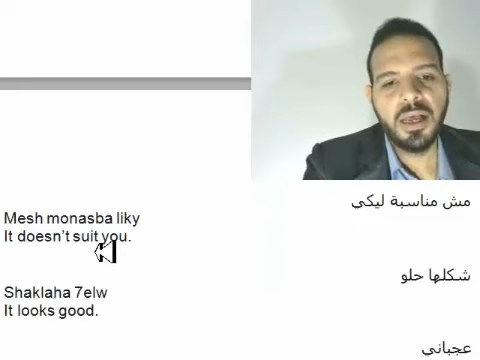 مش مناسبة ليكي
Mesh monasba liky
It doesn't suit you.
شكلها حلو
Shaklaha 7elw
It looks good.
عجباني